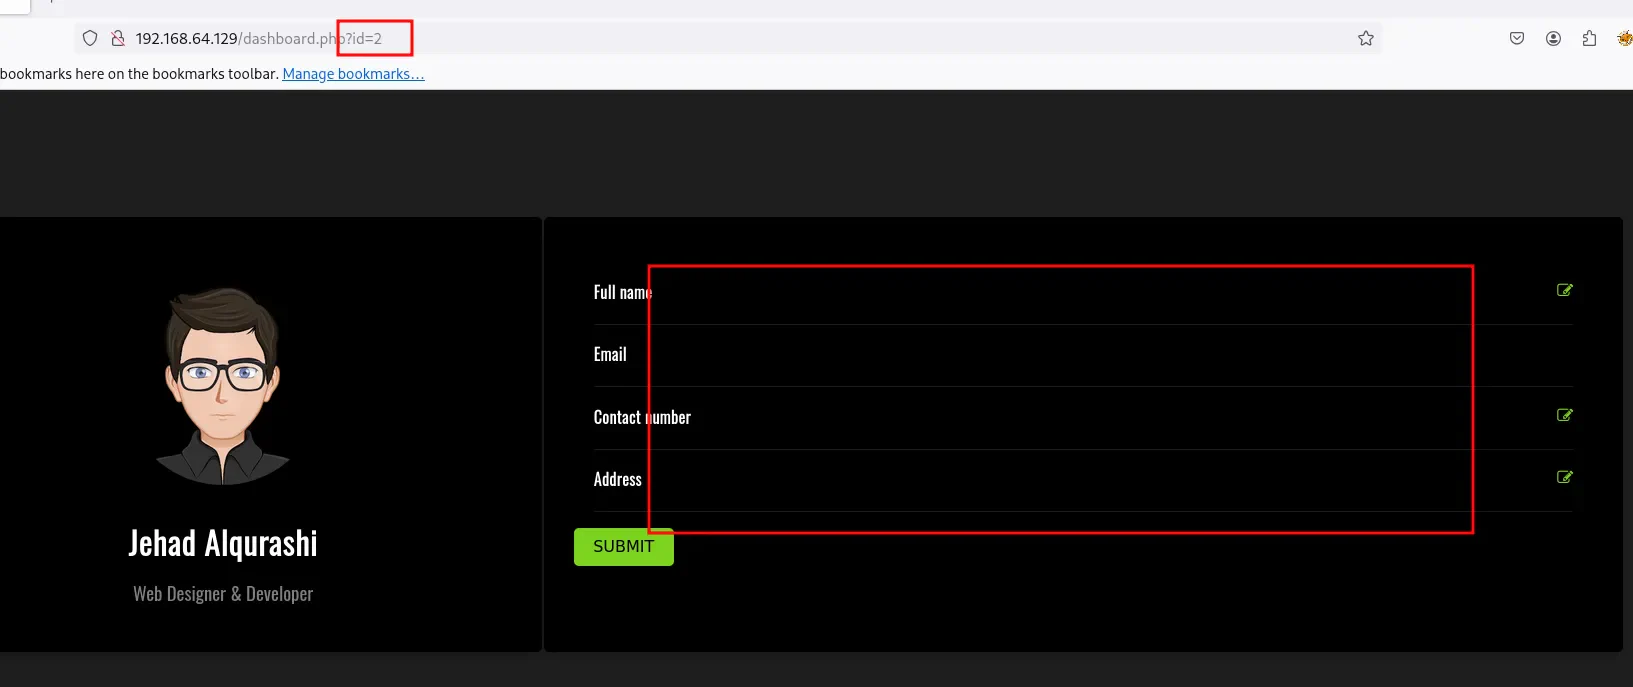 192.168.64.129/dashboard.php?id=2
bookmarks here on the bookmarks toolbar. Manage bookmarks…
Full name
Email
Contact number
Address
SUBMIT
Jehad Alqurashi
Web Designer & Developer